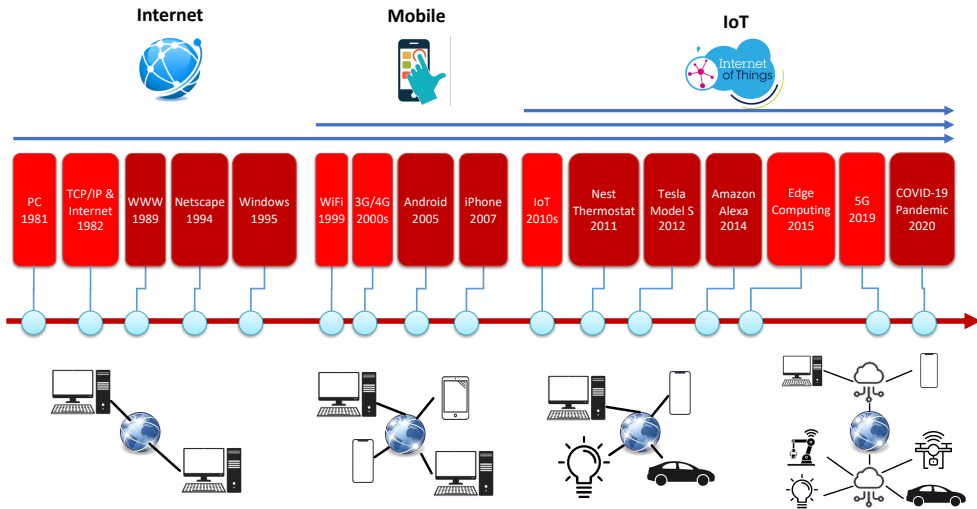 Internet
Mobile
IoT
Internet
of Things
PC
1981
TCP/IP &
Internet
1982
WWW
1989
Netscape
1994
Windows
1995
WiFi
1999
3G/4G
2000s
Android
2005
iPhone
2007
IoT
2010s
Nest
Thermostat
2011
Tesla
Model S
2012
Amazon
Alexa
2014
Edge
Computing
2015
5G
2019
COVID-19
Pandemic
2020